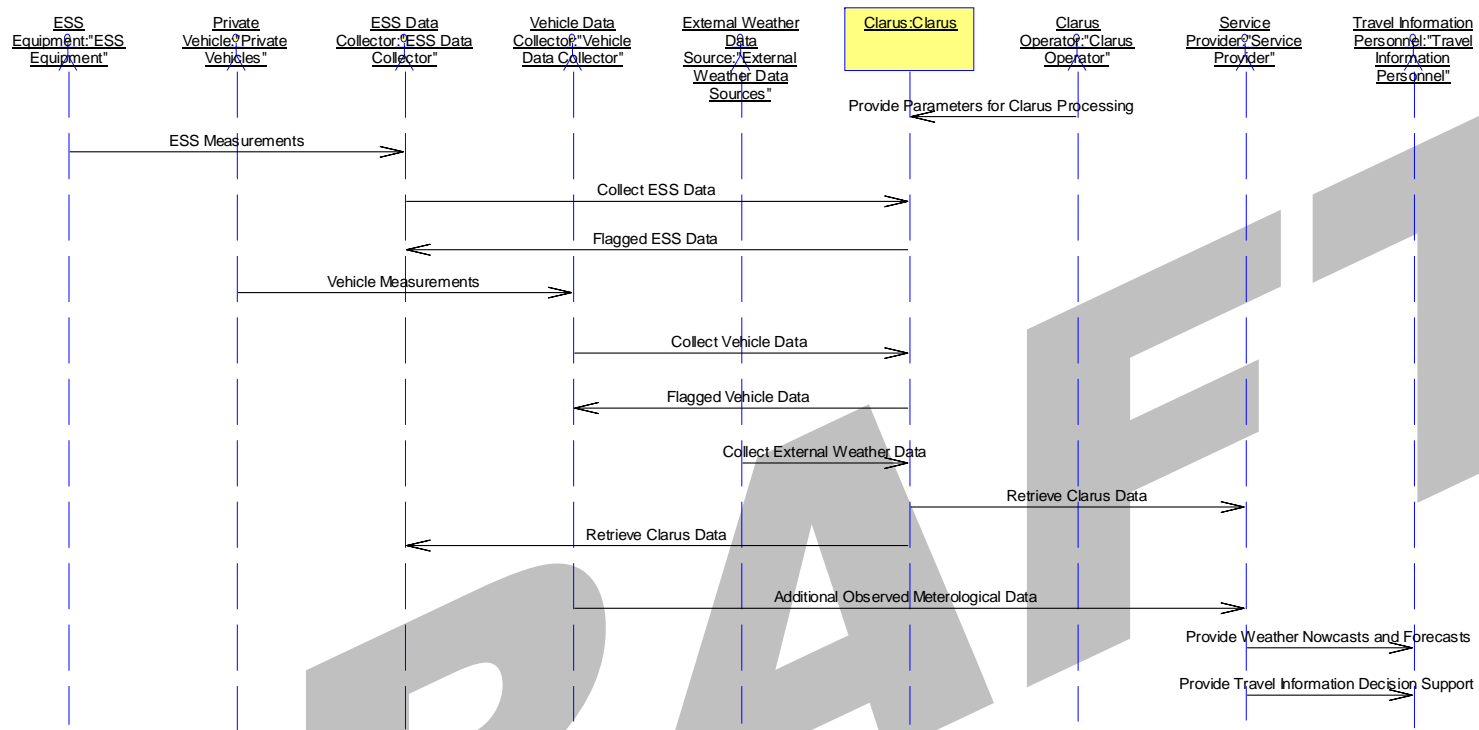 ESS
Equipment:"ESS
Equipment"
Private
Vehicle:"Private
Vehicles"
ESS Data
Collector:"ESS Data
Collector"
Vehicle Data
Collector:"Vehicle
Data Collector"
External Weather
Data
Source:"External
Weather Data
Sources"
Clarus:Clarus
Clarus
Operator:"Clarus
Operator"
Service
Provider:"Service
Provider"
Travel Information
Personnel:"Travel
Information
Personnel"
Provide Parameters for Clarus Processing
ESS Measurements
Collect ESS Data
Flagged ESS Data
Vehicle Measurements
Collect Vehicle Data
Flagged Vehicle Data
Collect External Weather Data
Retrieve Clarus Data
Retrieve Clarus Data
Additional Observed Meterological Data
Provide Weather Nowcasts and Forecasts
Provide Travel Information Decision Support
RAFT